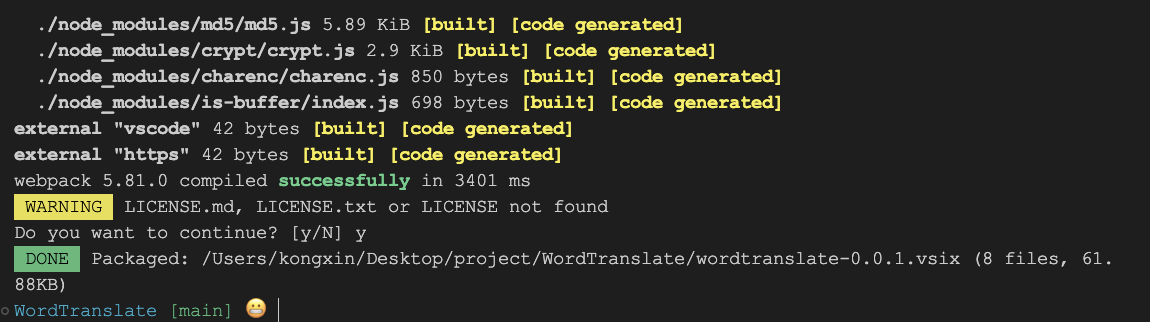 ./node_modules/md5/md5.js 5.89 KiB [built] [code generated]
./node_modules/crypt/crypt.js 2.9 KiB [built] [code generated]
./node_modules/charenc/charenc.js 850 bytes [built] [code generated]
./node_modules/is-buffer/index.js 698 bytes [built] [code generated]
external "vscode" 42 bytes [built] [code generated]
external "https" 42 bytes [built] [code generated]
webpack 5.81.0 compiled successfully in 3401 ms
WARNING LICENSE.md, LICENSE.txt or LICENSE not found
Do you want to continue? [y/N] y
DONE Packaged: /Users/kongxin/Desktop/project/WordTranslate/wordtranslate-0.0.1.vsix (8 files, 61.
88KB)
WordTranslate [main] 😬